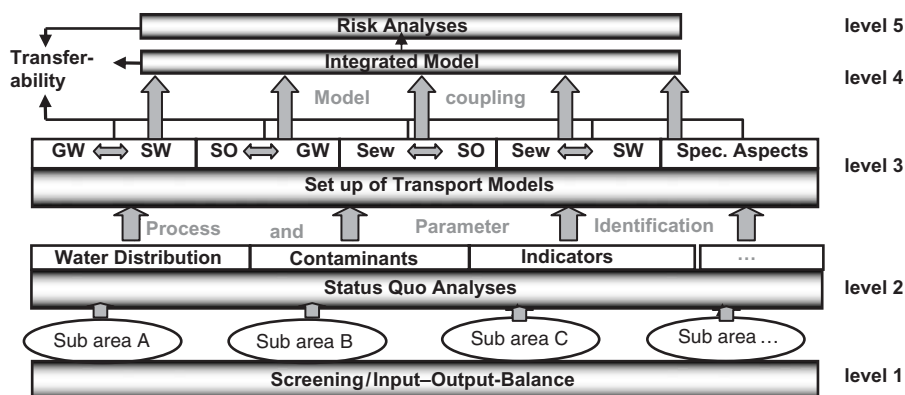 Risk Analyses level 5
Transfer-
ability
Integrated Model
level 4
Model coupling
GW SW SO GW Sew SO Sew SW Spec. Aspects
level 3
Set up of Transport Models
Process and Parameter Identification
Water Distribution Contaminants Indicators ...
Status Quo Analyses level 2
Sub area A Sub area B Sub area C Sub area ...
Screening/Input–Output-Balance level 1